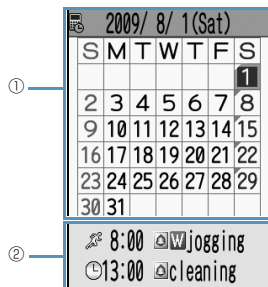 2009/ 8/ 1(Sat)
S M T W T F S
1
① 2 3 4 5 6 7 8
9 10 11 12 13 14 15
16 17 18 19 20 21 22
23 24 25 26 27 28 29
30 31
8:00 W jogging
② 13:00 cleaning